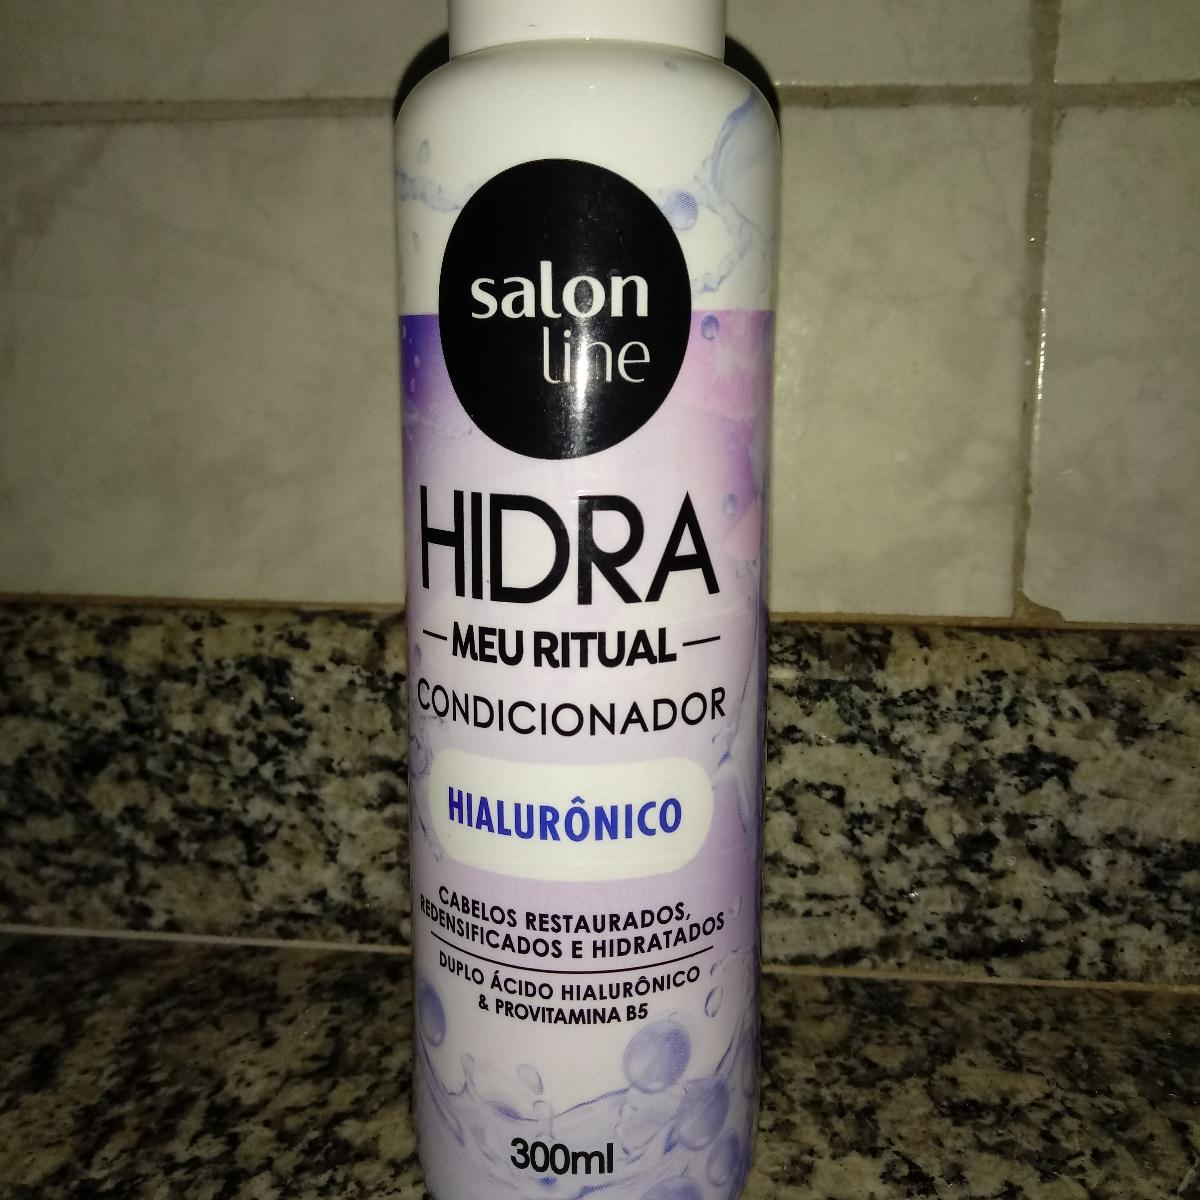 salon
line
HIDRA
MEU RITUAL
CONDICIONADOR
HIALURÔNICO
CABELOS RESTAURADOS,
REDENSIFICADOS E HIDRATADOS
DUPLO ÁCIDO HIALURÔNICO
& PROVITAMINA B5
300ml